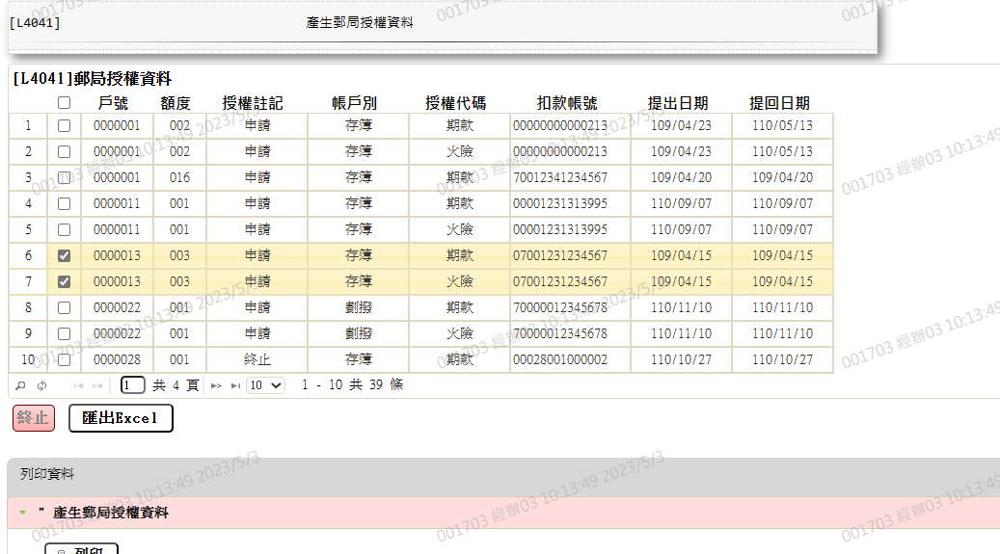 [L4041] 產生郵局授權資料
[L4041]郵局授權資料
戶號 額度 授權註記 帳戶別 授權代碼 扣款帳號 提出日期 提回日期
1 0000001 002 申請 存簿 期款 00000000000213 109/04/23 110/05/13
2 0000001 002 申請 存簿 火險 00000000000213 109/04/23 110/05/13
3 0000001 016 申請 存簿 期款 70012341234567 109/04/20 109/04/20
4 0000011 001 申請 存簿 期款 00001231313995 110/09/07 110/09/07
5 0000011 001 申請 存簿 火險 00001231313995 110/09/07 110/09/07
6 0000013 003 申請 存簿 期款 07001231234567 109/04/15 109/04/15
7 0000013 003 申請 存簿 火險 07001231234567 109/04/15 109/04/15
8 0000022 001 申請 劃撥 期款 70000012345678 110/11/10 110/11/10
9 0000022 001 申請 劃撥 火險 70000012345678 110/11/10 110/11/10
10 0000028 001 終止 存簿 期款 00028001000002 110/10/27 110/10/27
1 共 4 頁 10 1 - 10 共 39 條
終止 匯出Excel
列印資料
" 產生郵局授權資料
列印
001703 經辦03 10:13:49 2023/5/3